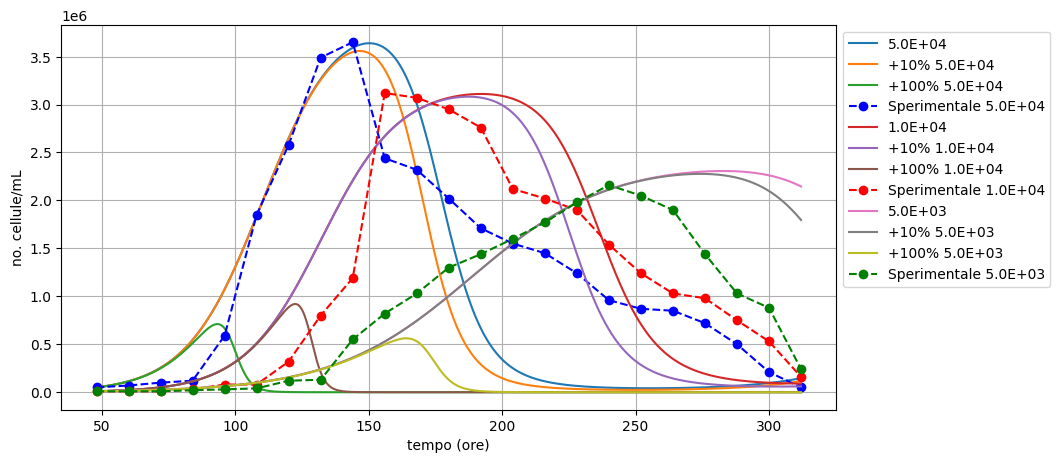 1e6
3.5
3.0
2.5
2.0
1.5
1.0
0.5
0.0
no. cellule/mL
50
100
150
200
250
300
tempo (ore)
5.0E+04
+10% 5.0E+04
+100% 5.0E+04
Sperimentale 5.0E+04
1.0E+04
+10% 1.0E+04
+100% 1.0E+04
Sperimentale 1.0E+04
5.0E+03
+10% 5.0E+03
+100% 5.0E+03
Sperimentale 5.0E+03